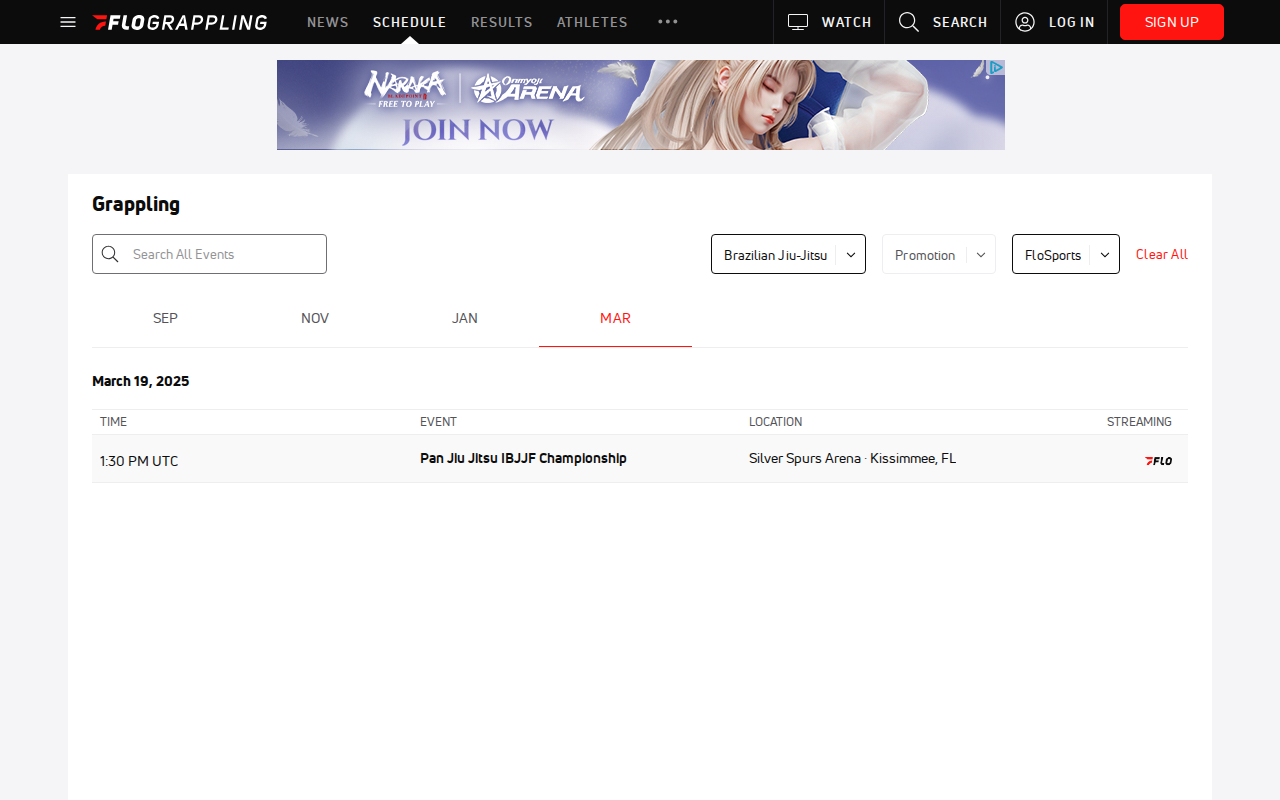 FLOGRAPPLING NEWS SCHEDULE RESULTS ATHLETES WATCH SEARCH LOG IN SIGN UP
NARAKA Onmyoji
BLADEPOINT ARENA
FREE TO PLAY
JOIN NOW
Grappling
Search All Events Brazilian Jiu-Jitsu Promotion FloSports Clear All
SEP NOV JAN MAR
March 19, 2025
TIME EVENT LOCATION STREAMING
1:30 PM UTC Pan Jiu Jitsu IBJJF Championship Silver Spurs Arena · Kissimmee, FL FLO